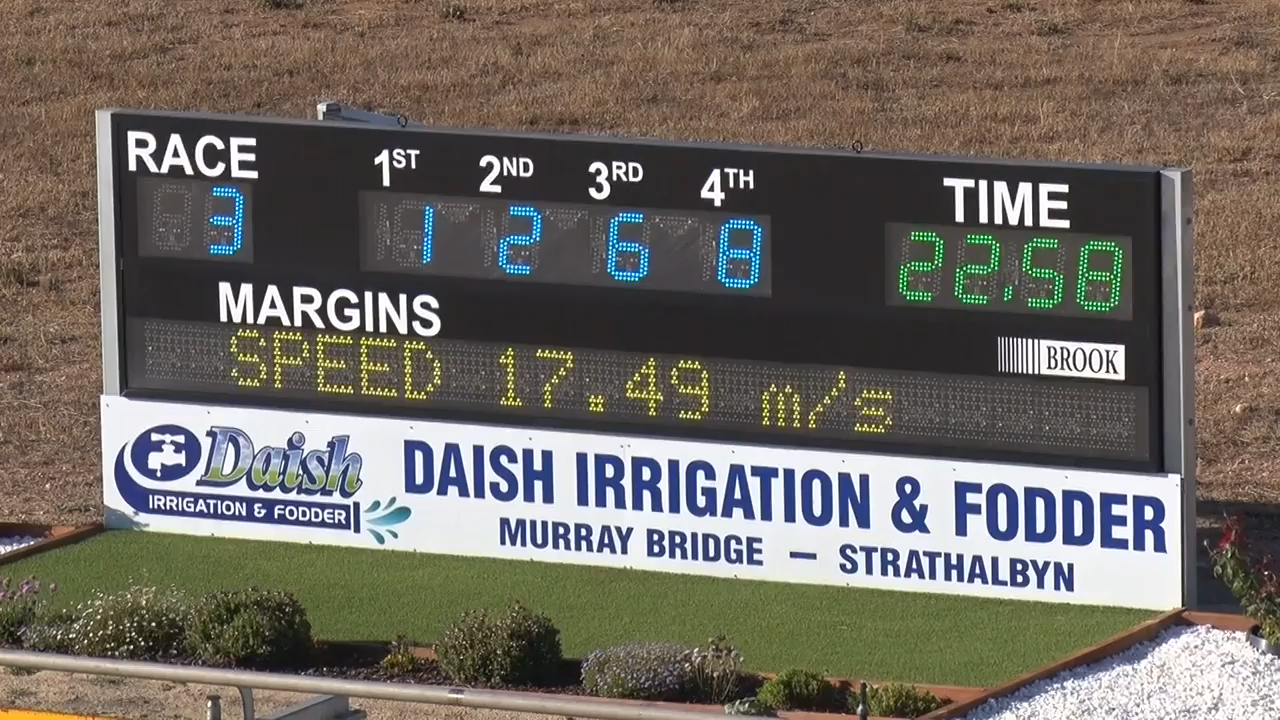 RACE 1ST 2ND 3RD 4TH TIME
3 1 2 6 8 22.58
MARGINS
BROOK
SPEED 17.49 m/s
Daish
IRRIGATION & FODDER
DAISH IRRIGATION & FODDER
MURRAY BRIDGE — STRATHALBYN